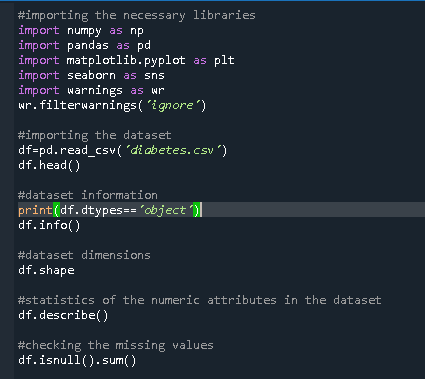 #importing the necessary libraries
import numpy as np
import pandas as pd
import matplotlib.pyplot as plt
import seaborn as sns
import warnings as wr
wr.filterwarnings('ignore')
#importing the dataset
df=pd.read_csv('diabetes.csv')
df.head()
#dataset information
print(df.dtypes=='object')
df.info()
#dataset dimensions
df.shape
#statistics of the numeric attributes in the dataset
df.describe()
#checking the missing values
df.isnull().sum()